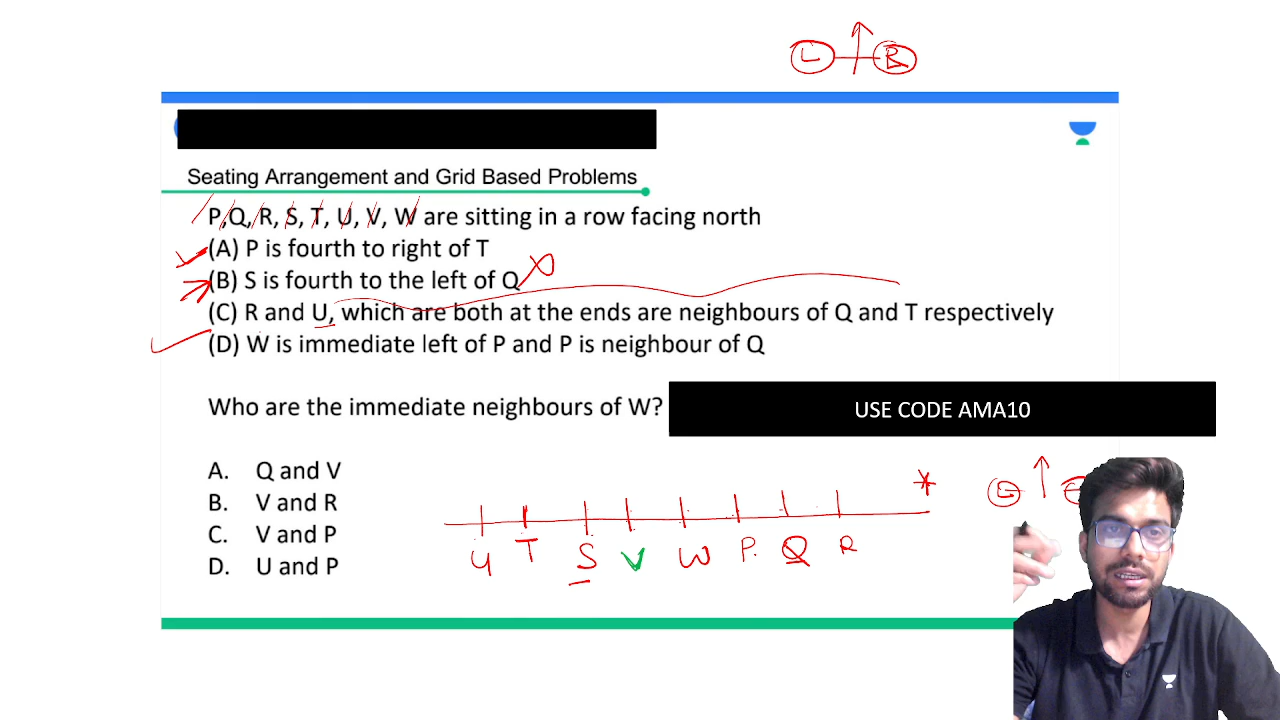 L R
Seating Arrangement and Grid Based Problems
P,Q, R, S, T, U, V, W are sitting in a row facing north
(A) P is fourth to right of T
(B) S is fourth to the left of Q
(C) R and U, which are both at the ends are neighbours of Q and T respectively
(D) W is immediate left of P and P is neighbour of Q
Who are the immediate neighbours of W?
USE CODE AMA10
A. Q and V
B. V and R
C. V and P
D. U and P
U T S V W P Q R